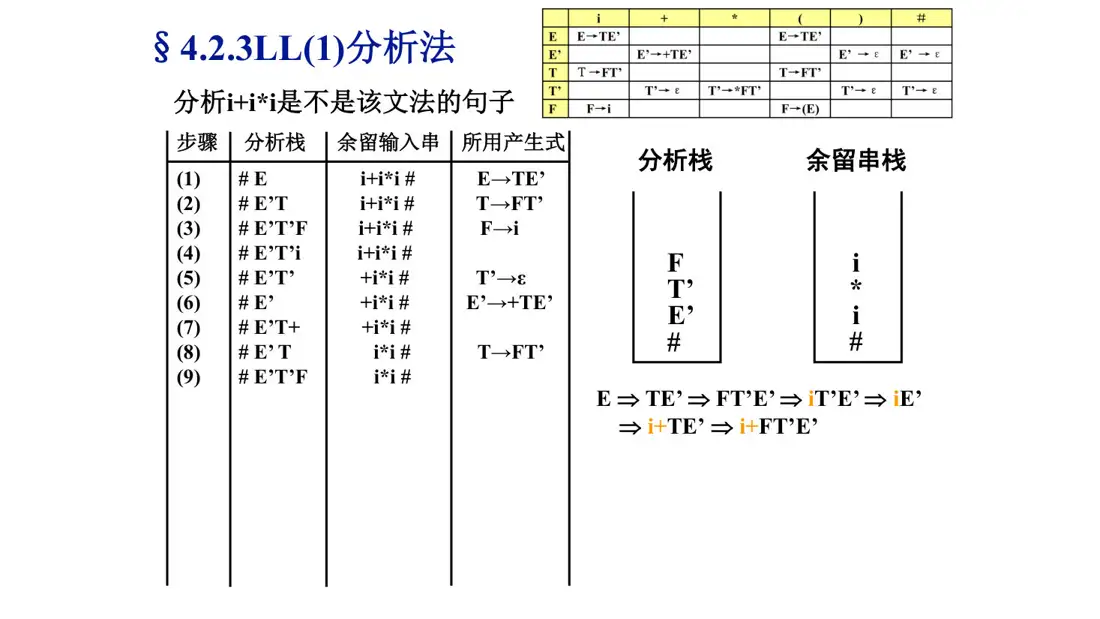 §4.2.3LL(1)分析法
分析i+i*i是不是该文法的句子
i + * ( ) #
E E→TE’ E→TE’
E’ E’→+TE’ E’→ε E’→ε
T T→FT’ T→FT’
T’ T’→ε T’→*FT’ T’→ε T’→ε
F F→i F→(E)
步骤 分析栈 余留输入串 所用产生式
(1) # E i+i*i # E→TE’
(2) # E’T i+i*i # T→FT’
(3) # E’T’F i+i*i # F→i
(4) # E’T’i i+i*i #
(5) # E’T’ +i*i # T’→ε
(6) # E’ +i*i # E’→+TE’
(7) # E’T+ +i*i #
(8) # E’ T i*i # T→FT’
(9) # E’T’F i*i #
分析栈 余留串栈
F i
T’ *
E’ i
# #
E ⇒ TE’ ⇒ FT’E’ ⇒ iT’E’ ⇒ iE’
⇒ i+TE’ ⇒ i+FT’E’